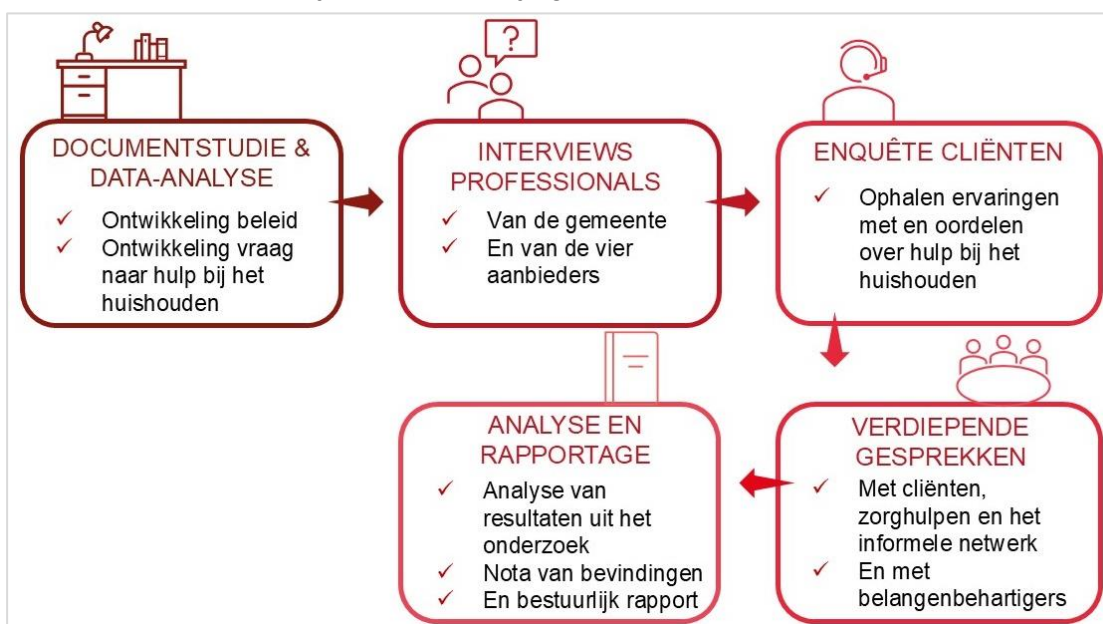 ?
DOCUMENTSTUDIE &
DATA-ANALYSE
✓ Ontwikkeling beleid
✓ Ontwikkeling vraag
naar hulp bij het
huishouden
INTERVIEWS
PROFESSIONALS
✓ Van de gemeente
✓ En van de vier
aanbieders
ENQUÊTE CLIËNTEN
✓ Ophalen ervaringen
met en oordelen
over hulp bij het
huishouden
VERDIEPENDE
GESPREKKEN
✓ Met cliënten,
zorghulpen en het
informele netwerk
✓ En met
belangenbehartigers
ANALYSE EN
RAPPORTAGE
✓ Analyse van
resultaten uit het
onderzoek
✓ Nota van bevindingen
✓ En bestuurlijk rapport